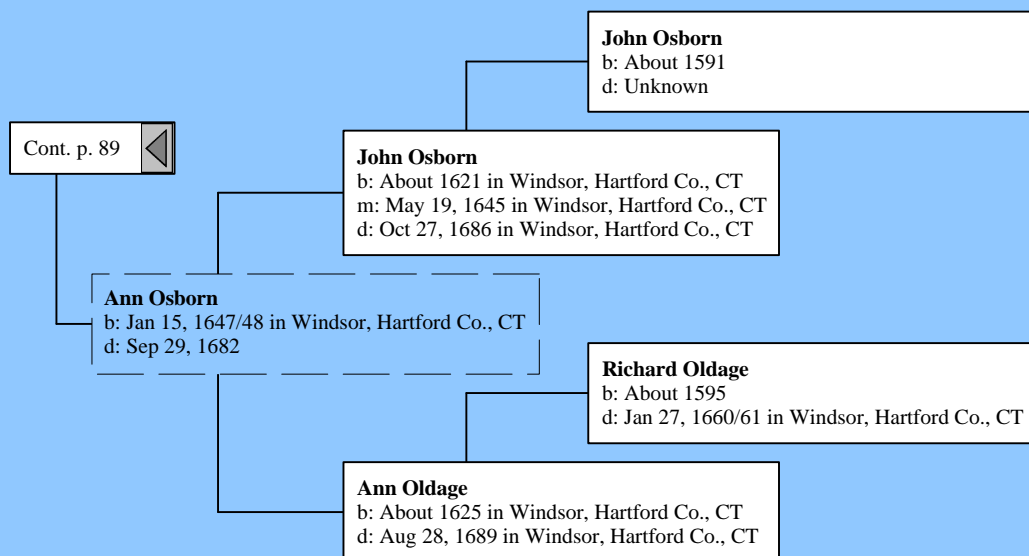 John Osborn
b: About 1591
d: Unknown
Cont. p. 89
John Osborn
b: About 1621 in Windsor, Hartford Co., CT
m: May 19, 1645 in Windsor, Hartford Co., CT
d: Oct 27, 1686 in Windsor, Hartford Co., CT
Ann Osborn
b: Jan 15, 1647/48 in Windsor, Hartford Co., CT
d: Sep 29, 1682
Richard Oldage
b: About 1595
d: Jan 27, 1660/61 in Windsor, Hartford Co., CT
Ann Oldage
b: About 1625 in Windsor, Hartford Co., CT
d: Aug 28, 1689 in Windsor, Hartford Co., CT